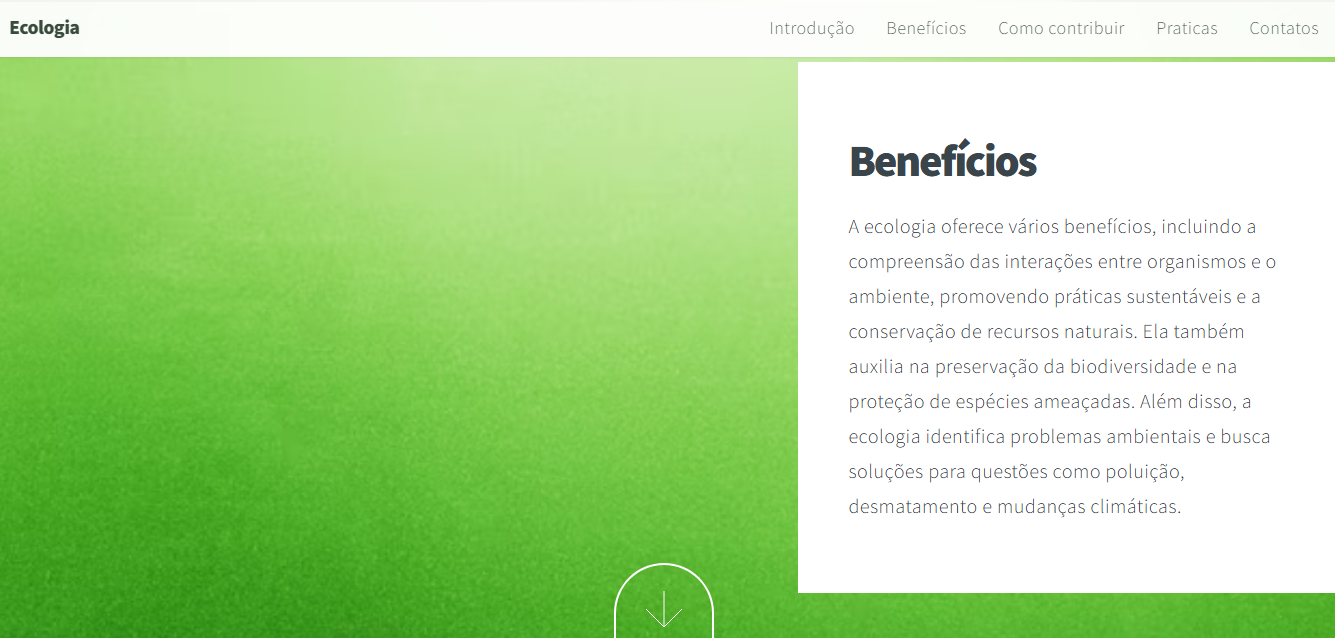 Ecologia
Introdução Benefícios Como contribuir Praticas Contatos
Benefícios
A ecologia oferece vários benefícios, incluindo a
compreensão das interações entre organismos e o
ambiente, promovendo práticas sustentáveis e a
conservação de recursos naturais. Ela também
auxilia na preservação da biodiversidade e na
proteção de espécies ameaçadas. Além disso, a
ecologia identifica problemas ambientais e busca
soluções para questões como poluição,
desmatamento e mudanças climáticas.